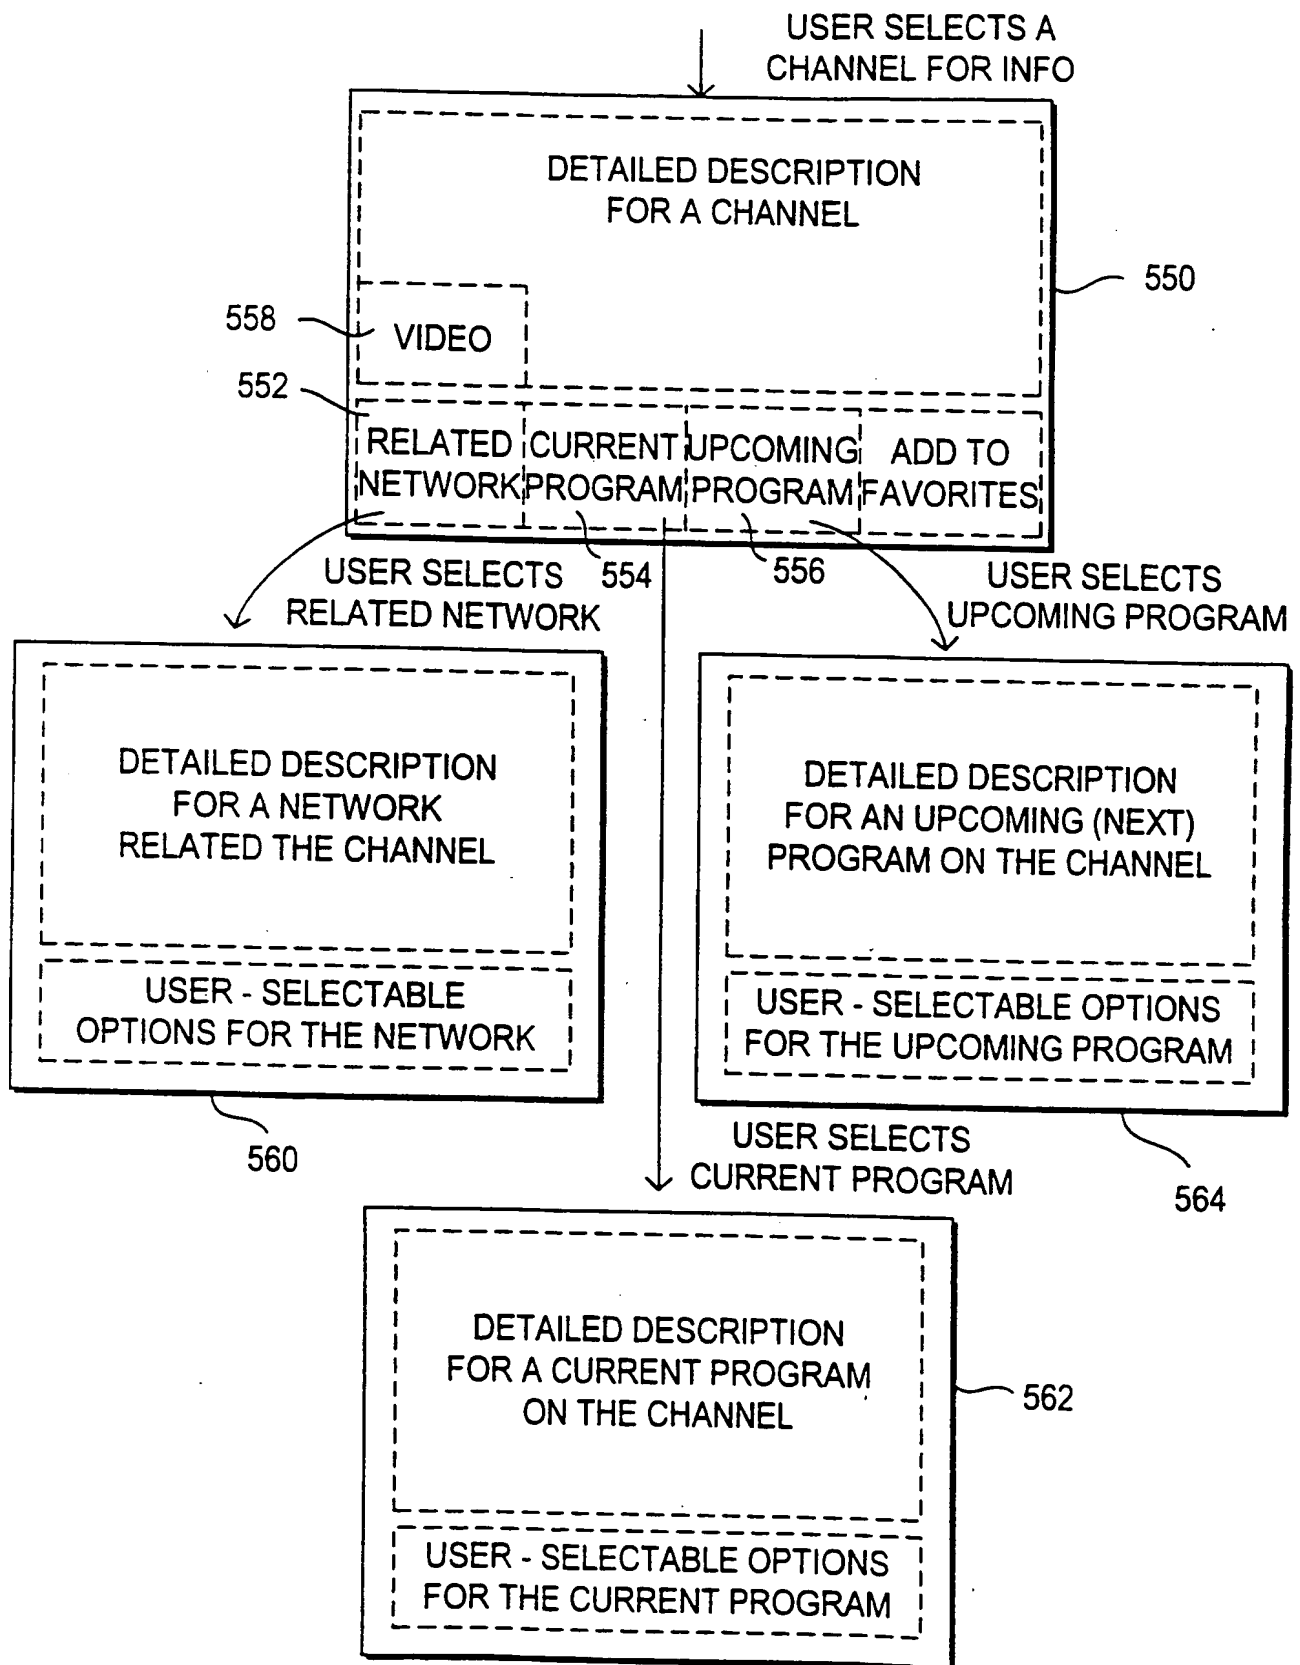 USER SELECTS A
CHANNEL FOR INFO
DETAILED DESCRIPTION
FOR A CHANNEL
550
558
VIDEO
552
RELATED
NETWORK
CURRENT
PROGRAM
UPCOMING
PROGRAM
ADD TO
FAVORITES
USER SELECTS
RELATED NETWORK
554
556
USER SELECTS
UPCOMING PROGRAM
DETAILED DESCRIPTION
FOR A NETWORK
RELATED THE CHANNEL
USER - SELECTABLE
OPTIONS FOR THE NETWORK
560
DETAILED DESCRIPTION
FOR AN UPCOMING (NEXT)
PROGRAM ON THE CHANNEL
USER - SELECTABLE OPTIONS
FOR THE UPCOMING PROGRAM
564
USER SELECTS
CURRENT PROGRAM
DETAILED DESCRIPTION
FOR A CURRENT PROGRAM
ON THE CHANNEL
562
USER - SELECTABLE OPTIONS
FOR THE CURRENT PROGRAM